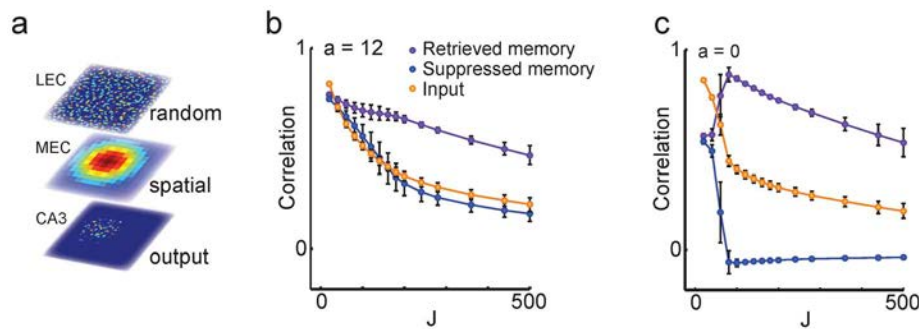 a
LEC
random
MEC
spatial
CA3
output
b
a = 12
Retrieved memory
Suppressed memory
Input
1
Correlation
0
0
500
J
c
a = 0
1
Correlation
0
0
500
J